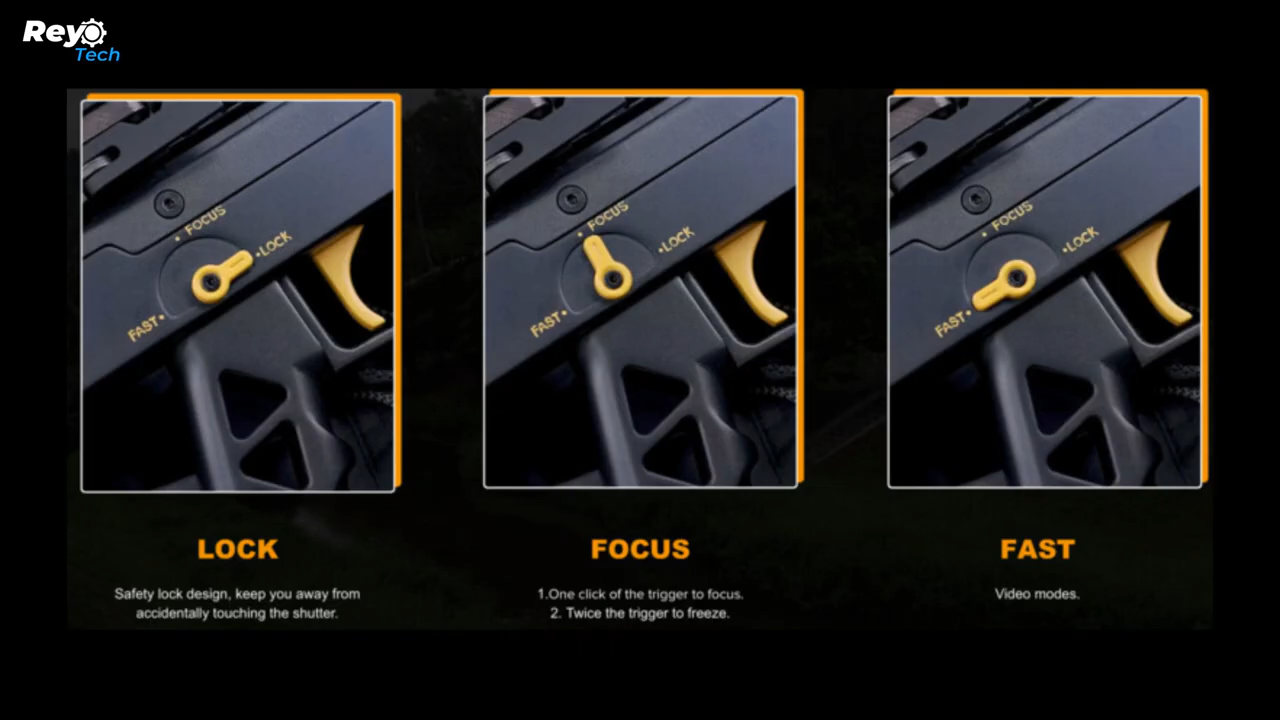 Reyo
Tech
FOCUS
LOCK
FAST
FOCUS
LOCK
FAST
FOCUS
LOCK
FAST
LOCK
FOCUS
FAST
Safety lock design, keep you away from
accidentally touching the shutter.
1.One click of the trigger to focus.
2. Twice the trigger to freeze.
Video modes.